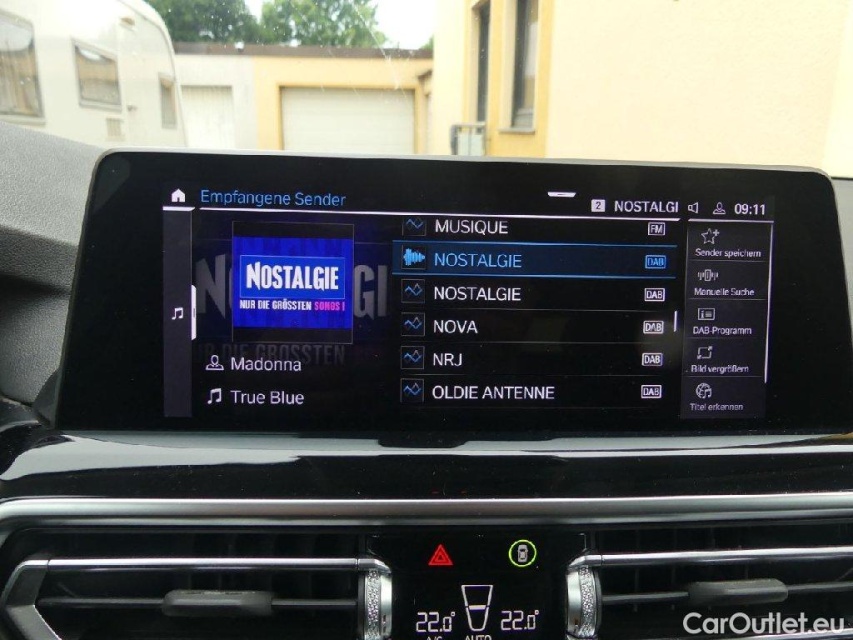 Empfangene Sender
2 NOSTALGI 09:11
NOSTALGIE
NUR DIE GRÖSSTEN SONGS!
Madonna
True Blue
MUSIQUE FM
NOSTALGIE DAB
NOSTALGIE DAB
NOVA DAB
NRJ DAB
OLDIE ANTENNE DAB
Sender speichern
Manuelle Suche
DAB-Programm
Bild vergrößern
Titel erkennen
22.0° 22.0°
A/C AUTO
CarOutlet.eu